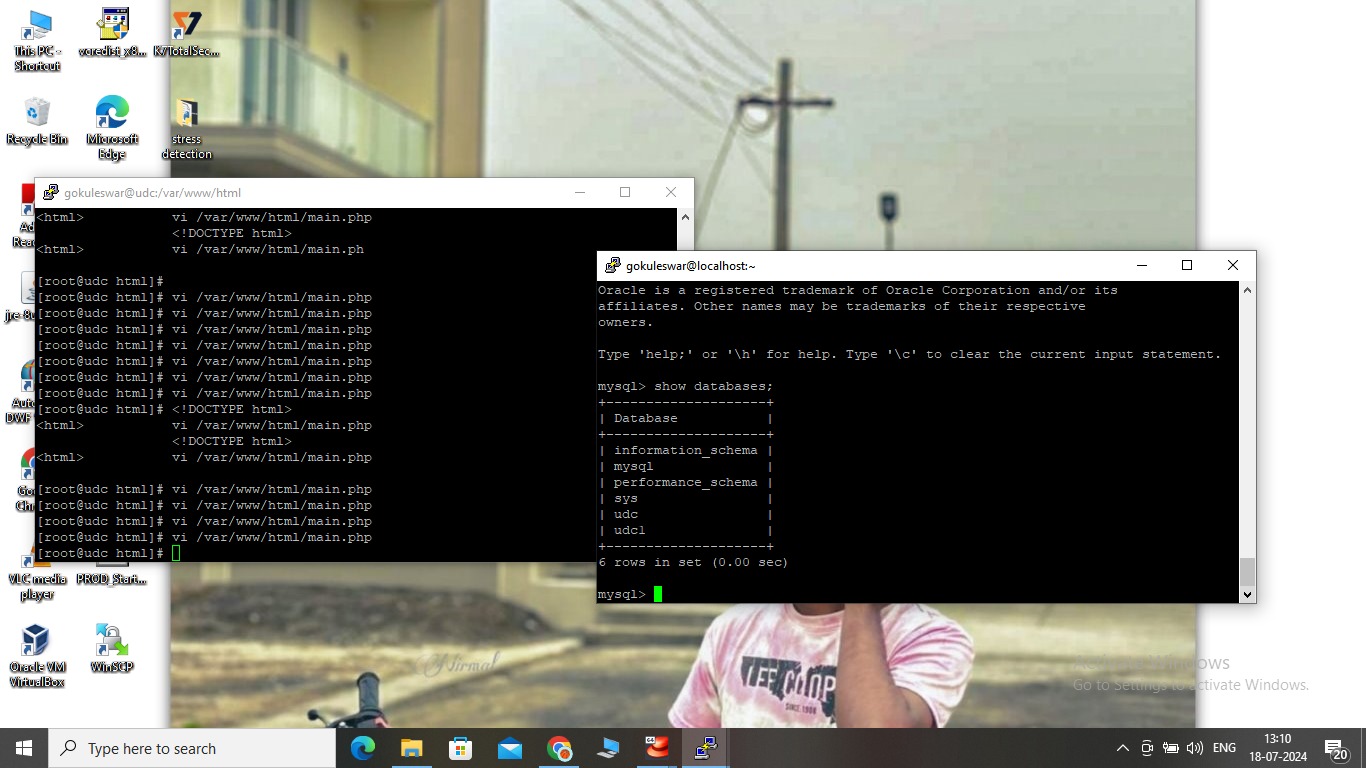 This PC -
Shortcut
vcredist_x8...
K7TotalSec...
Recycle Bin
Microsoft
Edge
stress
detection
gokuleswar@udc:/var/www/html
<html> vi /var/www/html/main.php
<!DOCTYPE html>
<html> vi /var/www/html/main.ph
[root@udc html]#
[root@udc html]# vi /var/www/html/main.php
[root@udc html]# vi /var/www/html/main.php
[root@udc html]# vi /var/www/html/main.php
[root@udc html]# vi /var/www/html/main.php
[root@udc html]# vi /var/www/html/main.php
[root@udc html]# vi /var/www/html/main.php
[root@udc html]# vi /var/www/html/main.php
[root@udc html]# <!DOCTYPE html>
<html> vi /var/www/html/main.php
<!DOCTYPE html>
<html> vi /var/www/html/main.php
[root@udc html]# vi /var/www/html/main.php
[root@udc html]# vi /var/www/html/main.php
[root@udc html]# vi /var/www/html/main.php
[root@udc html]# vi /var/www/html/main.php
[root@udc html]#
gokuleswar@localhost:~
Oracle is a registered trademark of Oracle Corporation and/or its
affiliates. Other names may be trademarks of their respective
owners.
Type 'help;' or '\h' for help. Type '\c' to clear the current input statement.
mysql> show databases;
+--------------------+
| Database           |
+--------------------+
| information_schema |
| mysql              |
| performance_schema |
| sys                |
| udc                |
| udc1               |
+--------------------+
6 rows in set (0.00 sec)
mysql>
VLC media
player
PROD_Start...
Oracle VM
VirtualBox
WinSCP
Nirmal
SINCE 1908
Activate Windows
Go to Settings to activate Windows.
Type here to search
64
ENG
13:10
18-07-2024
20